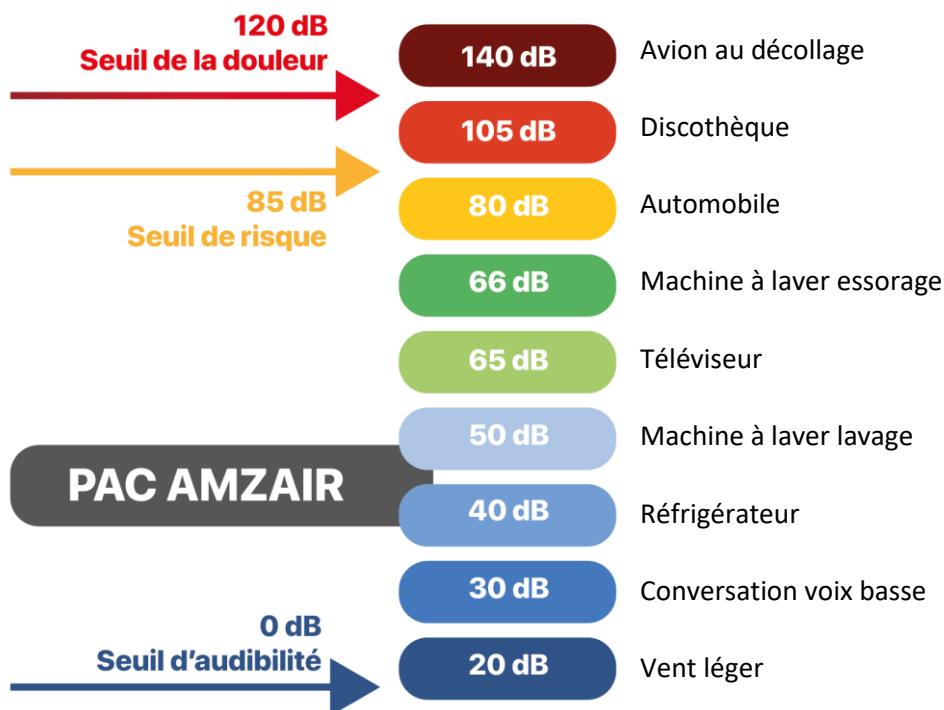 120 dB
Seuil de la douleur
140 dB
Avion au décollage
105 dB
Discothèque
85 dB
Seuil de risque
80 dB
Automobile
66 dB
Machine à laver essorage
65 dB
Téléviseur
50 dB
Machine à laver lavage
PAC AMZAIR
40 dB
Réfrigérateur
30 dB
Conversation voix basse
0 dB
Seuil d'audibilité
20 dB
Vent léger